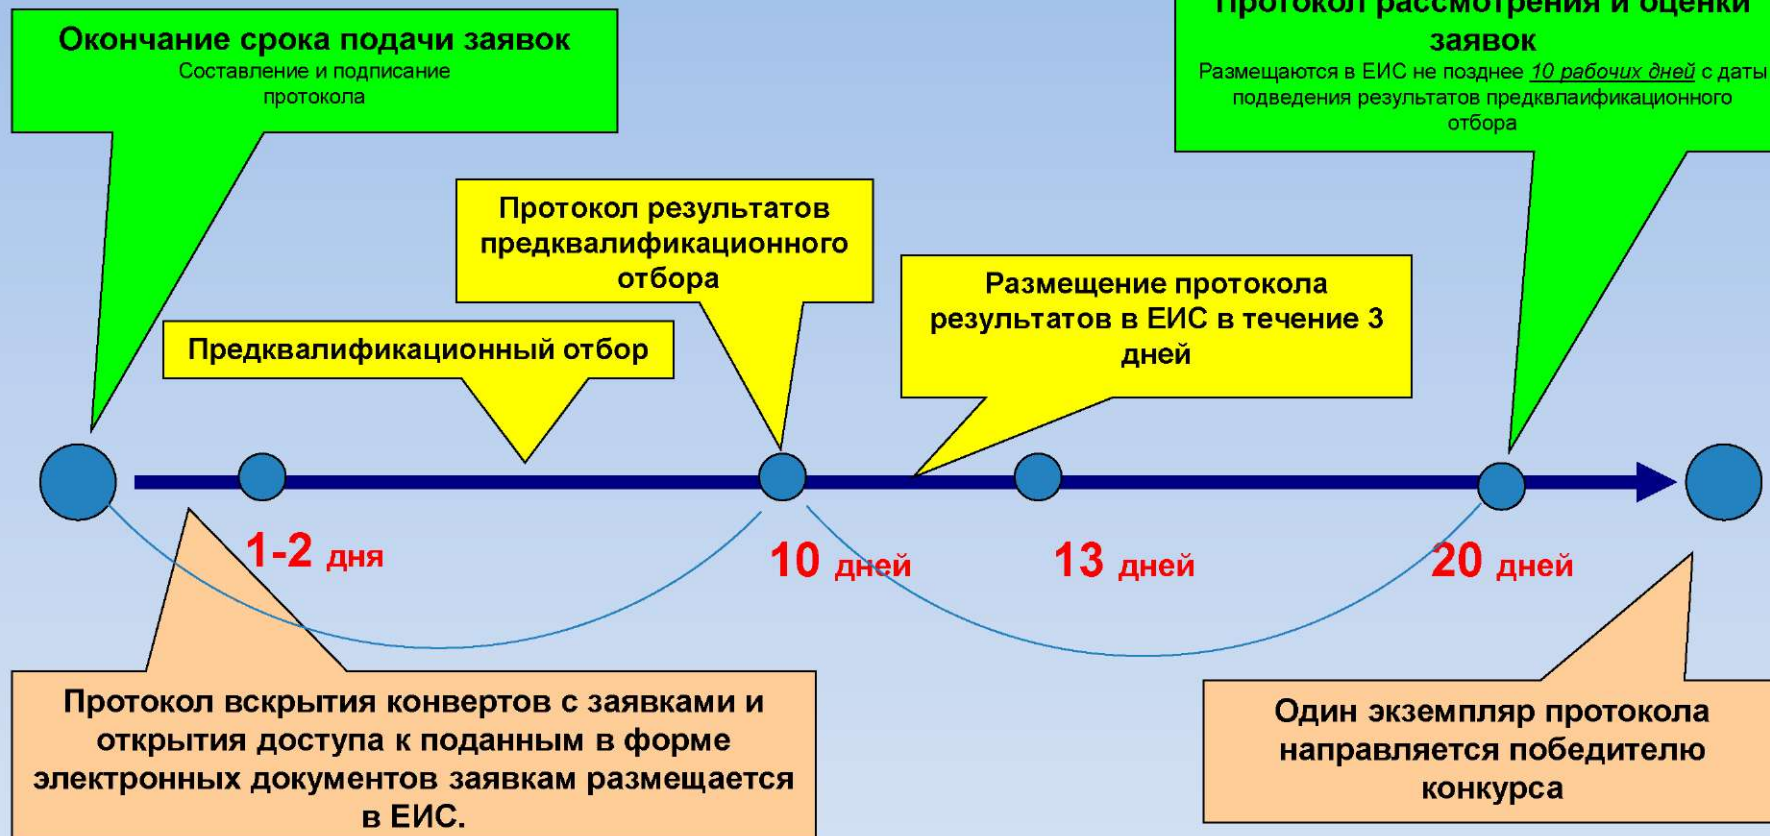 Окончание срока подачи заявок
Составление и подписание
протокола
Протокол рассмотрения и оценки
заявок
Размещаются в ЕИС не позднее 10 рабочих дней с даты
подведения результатов предквлаификационного
отбора
Протокол результатов
предквалификационного
отбора
Размещение протокола
результатов в ЕИС в течение 3
дней
Предквалификационный отбор
1-2 дня
10 дней
13 дней
20 дней
Протокол вскрытия конвертов с заявками и
открытия доступа к поданным в форме
электронных документов заявкам размещается
в ЕИС.
Один экземпляр протокола
направляется победителю
конкурса